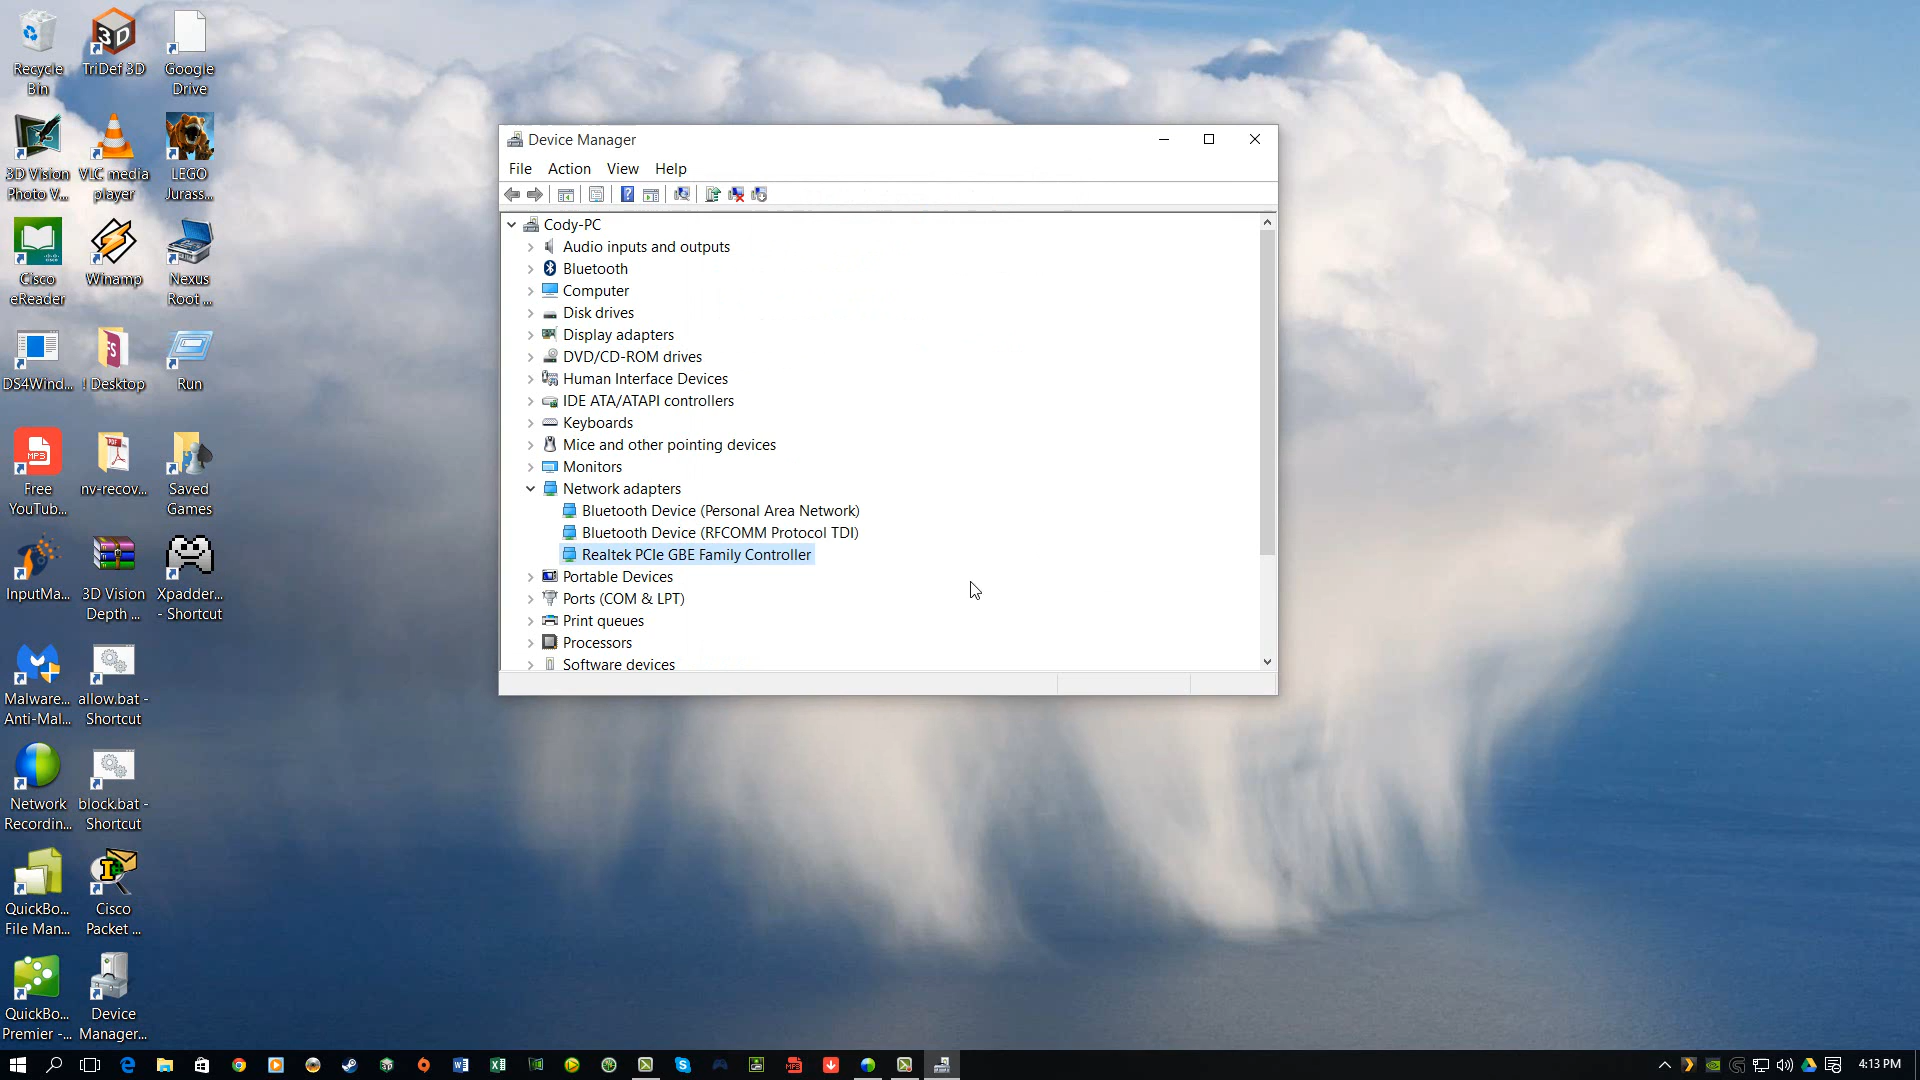 Recycle
Bin
TriDef 3D
Google
Drive
3D Vision
Photo V...
VLC media
player
LEGO
Jurass...
Cisco
eReader
Winamp
Nexus
Root ...
DS4Wind...
! Desktop
Run
Free
YouTub...
nv-recov...
Saved
Games
InputMa...
3D Vision
Depth ...
Xpadder...
- Shortcut
Malware...
Anti-Mal...
allow.bat -
Shortcut
Network
Recordin...
block.bat -
Shortcut
QuickBo...
File Man...
Cisco
Packet ...
QuickBo...
Premier -...
Device
Manager...
Device Manager
File Action View Help
Cody-PC
Audio inputs and outputs
Bluetooth
Computer
Disk drives
Display adapters
DVD/CD-ROM drives
Human Interface Devices
IDE ATA/ATAPI controllers
Keyboards
Mice and other pointing devices
Monitors
Network adapters
Bluetooth Device (Personal Area Network)
Bluetooth Device (RFCOMM Protocol TDI)
Realtek PCIe GBE Family Controller
Portable Devices
Ports (COM & LPT)
Print queues
Processors
Software devices
4:13 PM